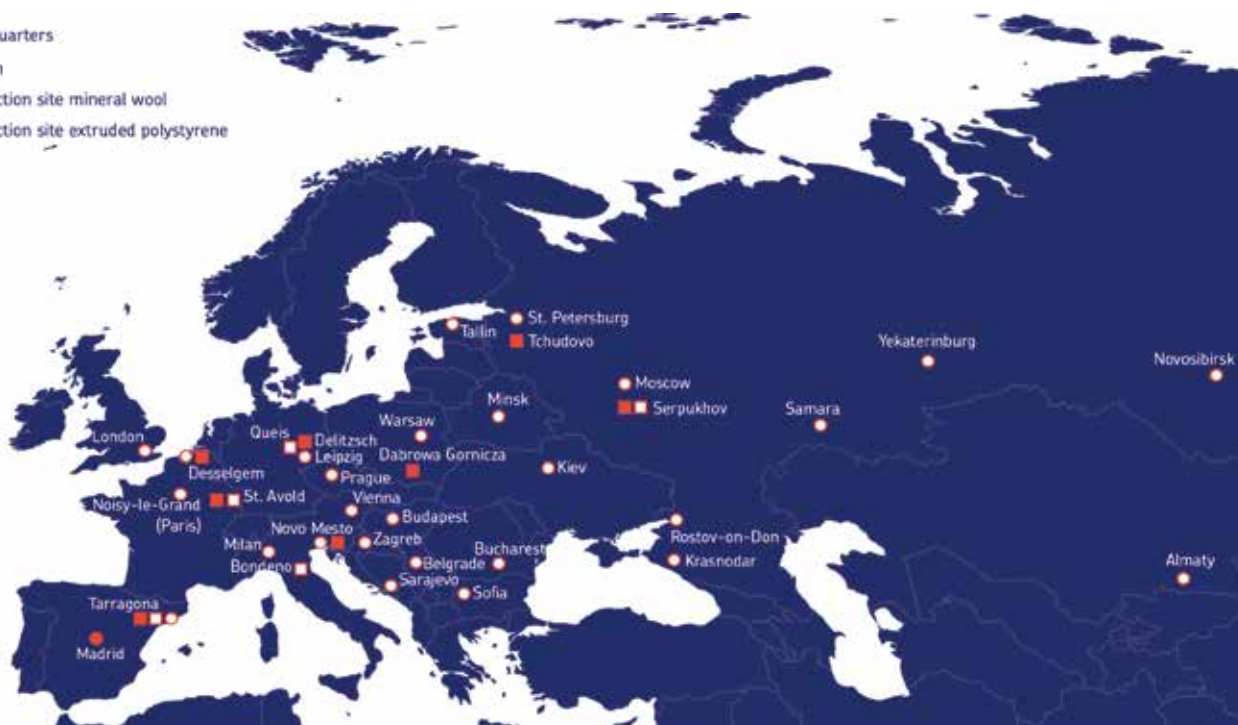 uarters
n
ction site mineral wool
ction site extruded polystyrene
St. Petersburg
Tallin
Tchudovo
Yekaterinburg
Novosibirsk
Moscow
Minsk
Serpukhov
Samara
Warsaw
London
Queis
Delitzsch
Leipzig
Dabrowa Gornicza
Kiev
Desselgem
Prague
Noisy-le-Grand
(Paris)
St. Avold
Vienna
Budapest
Novo Mesto
Zagreb
Rostov-on-Don
Milan
Bucharest
Krasnodar
Almaty
Bondeno
Belgrade
Sarajevo
Sofia
Tarragona
Madrid